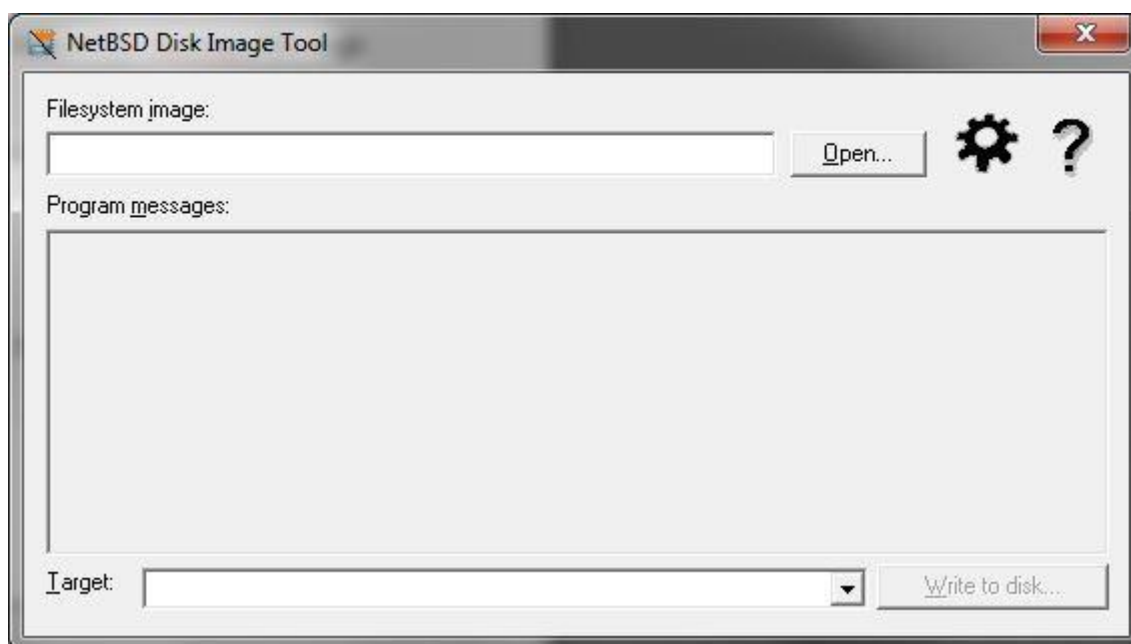 NetBSD Disk Image Tool
Filesystem image:
Open...
?
Program messages:
Target:
Write to disk...